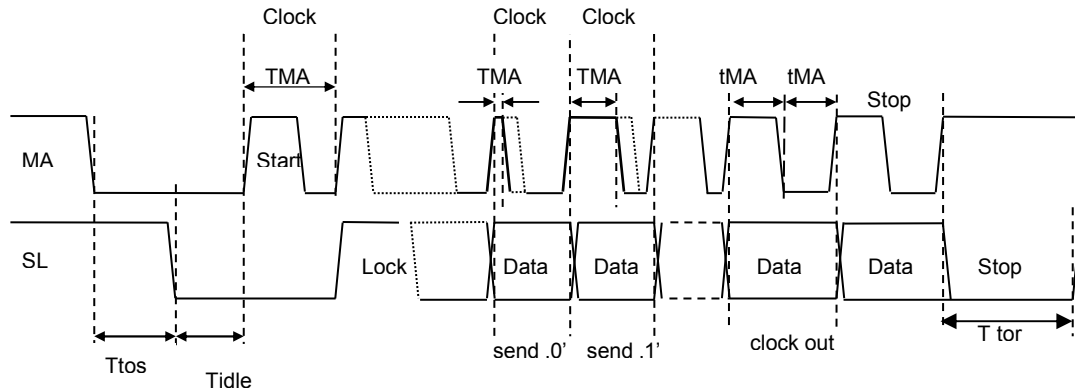 Clock Clock Clock
TMA TMA TMA tMA tMA
Stop
MA Start
SL Lock Data Data Data Data Stop
T tor
Ttos send .0’ send .1’ clock out
Tidle